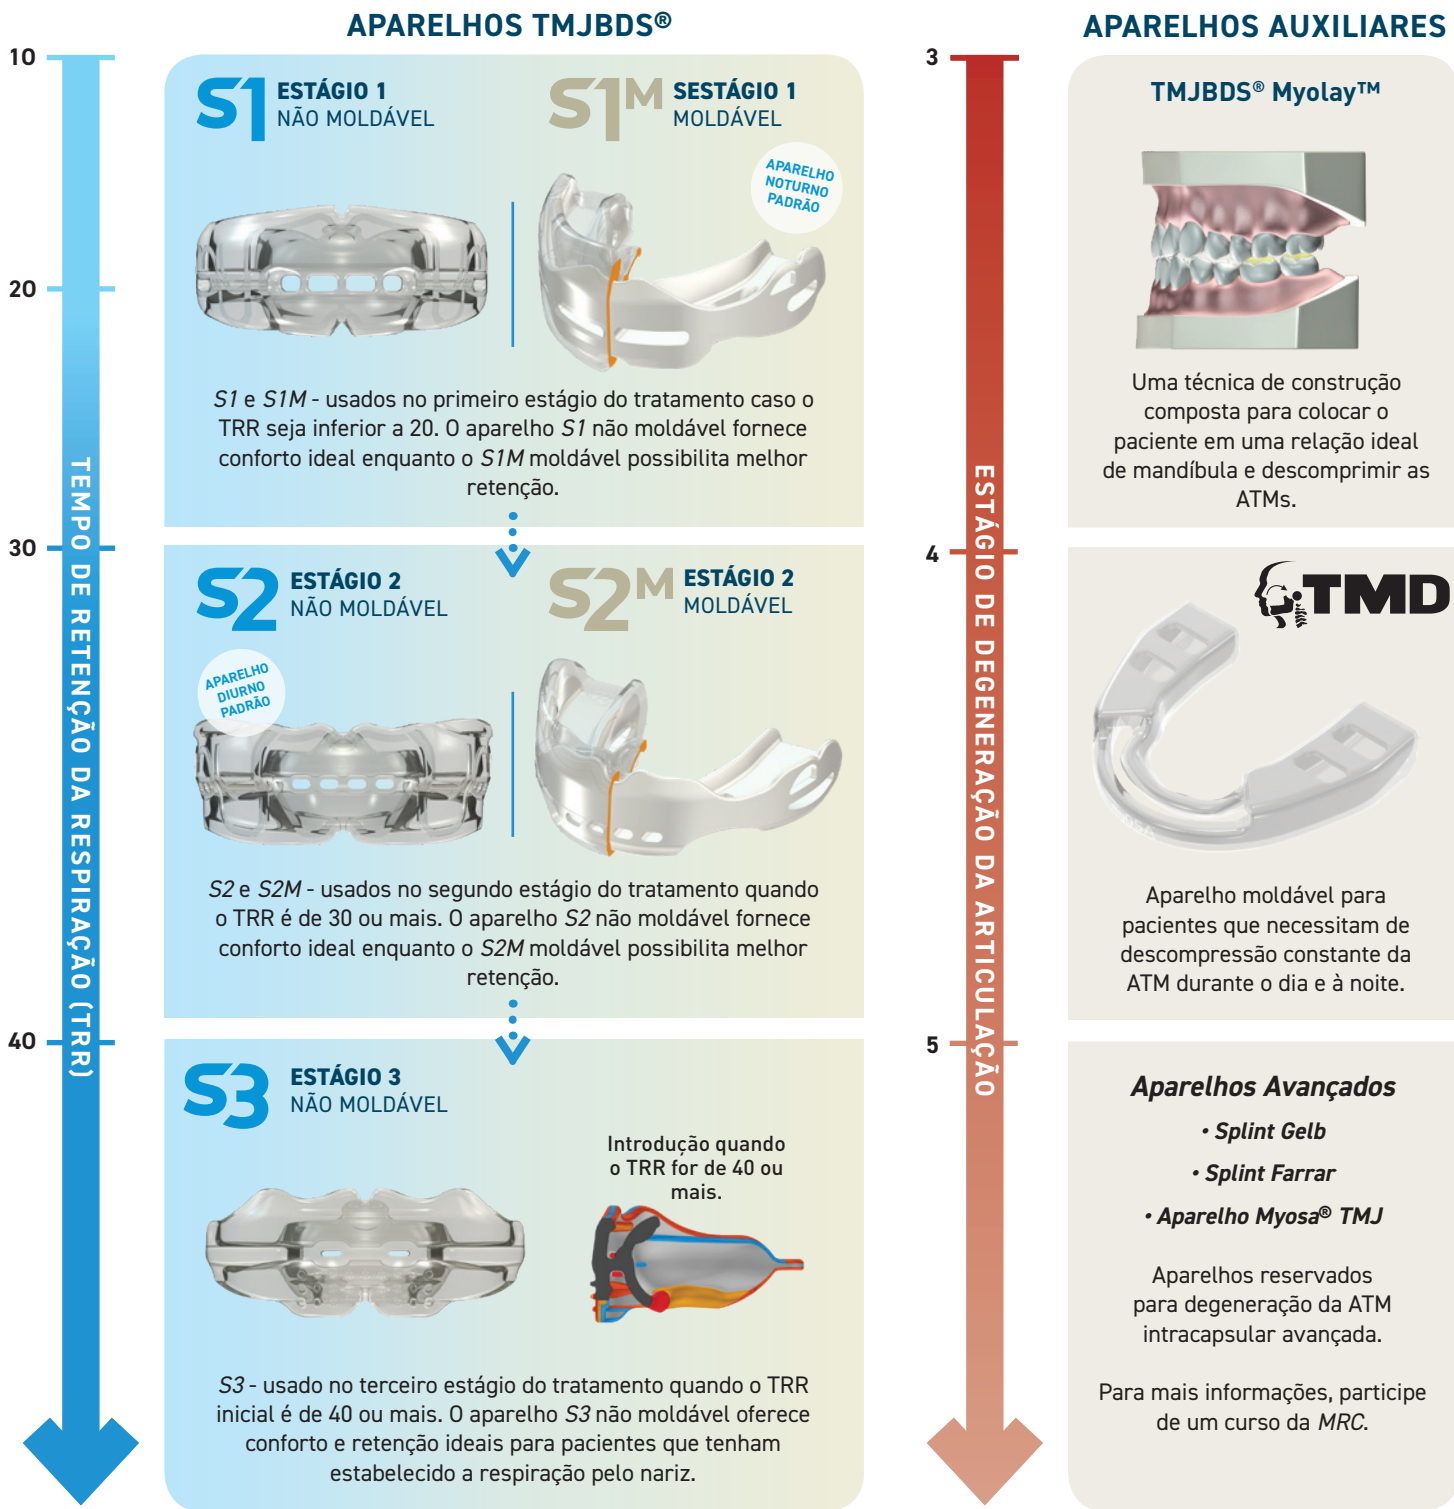 APARELHOS TMJBDS®
10
20
30
40
TEMPO DE RETENÇÃO DA RESPIRAÇÃO (TRR)
S1 ESTÁGIO 1
NÃO MOLDÁVEL
S1M SESTÁGIO 1
MOLDÁVEL
APARELHO
NOTURNO
PADRÃO
S1 e S1M - usados no primeiro estágio do tratamento caso o
TRR seja inferior a 20. O aparelho S1 não moldável fornece
conforto ideal enquanto o S1M moldável possibilita melhor
retenção.
S2 ESTÁGIO 2
NÃO MOLDÁVEL
S2M ESTÁGIO 2
MOLDÁVEL
APARELHO
DIURNO
PADRÃO
S2 e S2M - usados no segundo estágio do tratamento quando
o TRR é de 30 ou mais. O aparelho S2 não moldável fornece
conforto ideal enquanto o S2M moldável possibilita melhor
retenção.
S3 ESTÁGIO 3
NÃO MOLDÁVEL
Introdução quando
o TRR for de 40 ou
mais.
S3 - usado no terceiro estágio do tratamento quando o TRR
inicial é de 40 ou mais. O aparelho S3 não moldável oferece
conforto e retenção ideais para pacientes que tenham
estabelecido a respiração pelo nariz.
3
4
5
ESTÁGIO DE DEGENERAÇÃO DA ARTICULAÇÃO
APARELHOS AUXILIARES
TMJBDS® Myolay™
Uma técnica de construção
composta para colocar o
paciente em uma relação ideal
de mandíbula e descomprimir as
ATMs.
TMD
Aparelho moldável para
pacientes que necessitam de
descompressão constante da
ATM durante o dia e à noite.
Aparelhos Avançados
• Splint Gelb
• Splint Farrar
• Aparelho Myosa® TMJ
Aparelhos reservados
para degeneração da ATM
intracapsular avançada.
Para mais informações, participe
de um curso da MRC.